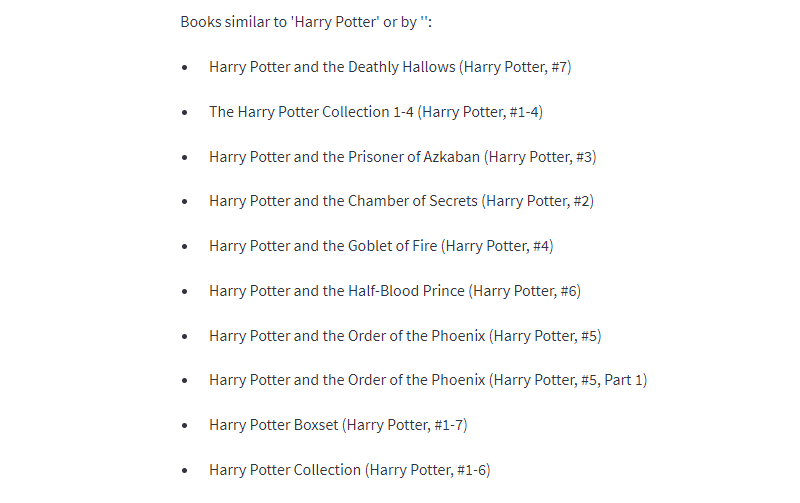 Books similar to 'Harry Potter' or by '':
• Harry Potter and the Deathly Hallows (Harry Potter, #7)
• The Harry Potter Collection 1-4 (Harry Potter, #1-4)
• Harry Potter and the Prisoner of Azkaban (Harry Potter, #3)
• Harry Potter and the Chamber of Secrets (Harry Potter, #2)
• Harry Potter and the Goblet of Fire (Harry Potter, #4)
• Harry Potter and the Half-Blood Prince (Harry Potter, #6)
• Harry Potter and the Order of the Phoenix (Harry Potter, #5)
• Harry Potter and the Order of the Phoenix (Harry Potter, #5, Part 1)
• Harry Potter Boxset (Harry Potter, #1-7)
• Harry Potter Collection (Harry Potter, #1-6)